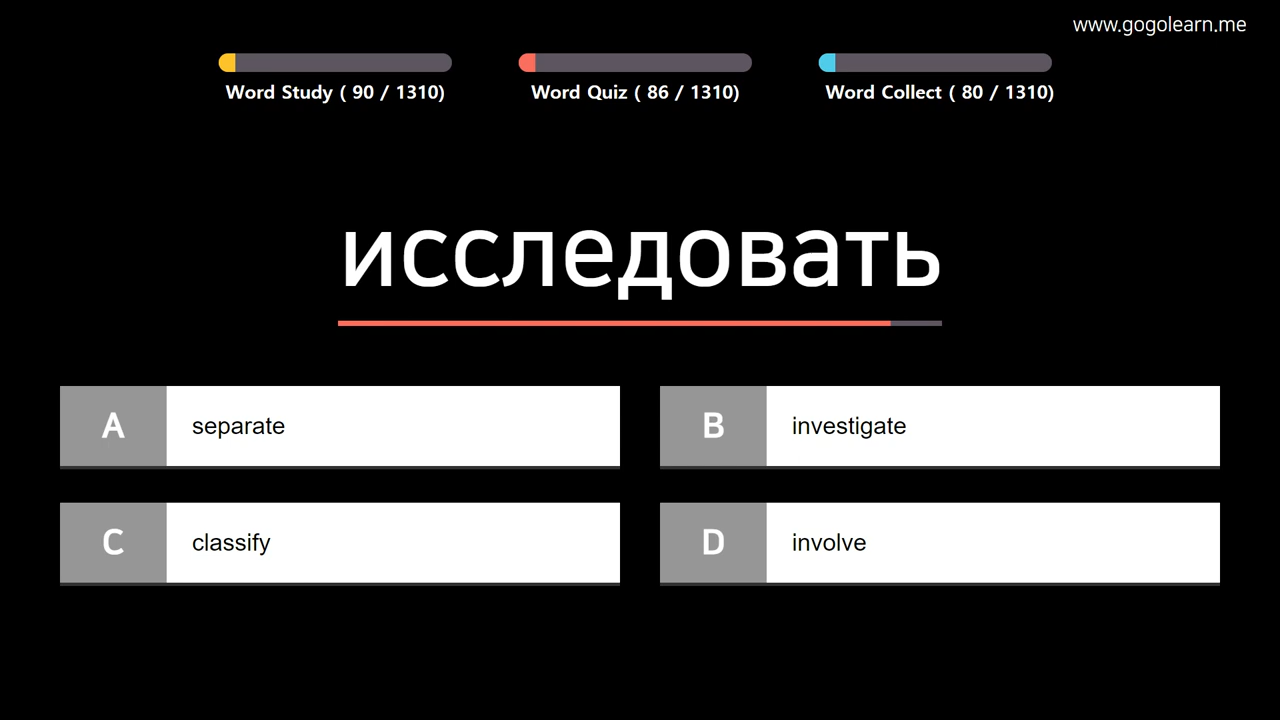 www.gogolearn.me
Word Study ( 90 / 1310)
Word Quiz ( 86 / 1310)
Word Collect ( 80 / 1310)
исследовать
A separate
B investigate
C classify
D involve